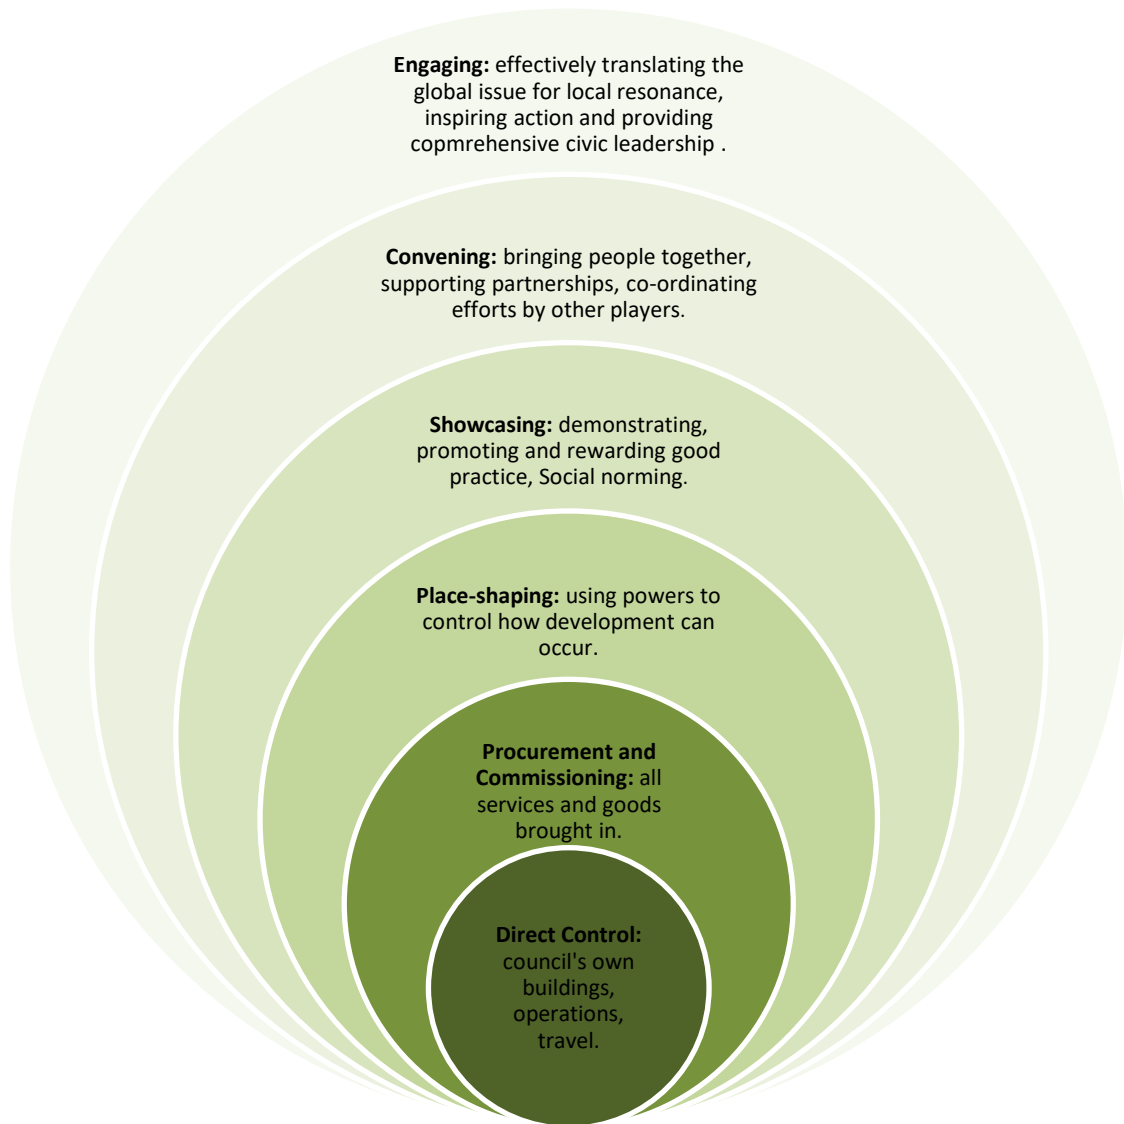 Engaging: effectively translating the
global issue for local resonance,
inspiring action and providing
copmrehensive civic leadership .
Convening: bringing people together,
supporting partnerships, co-ordinating
efforts by other players.
Showcasing: demonstrating,
promoting and rewarding good
practice, Social norming.
Place-shaping: using powers to
control how development can
occur.
Procurement and
Commissioning: all
services and goods
brought in.
Direct Control:
council's own
buildings,
operations,
travel.